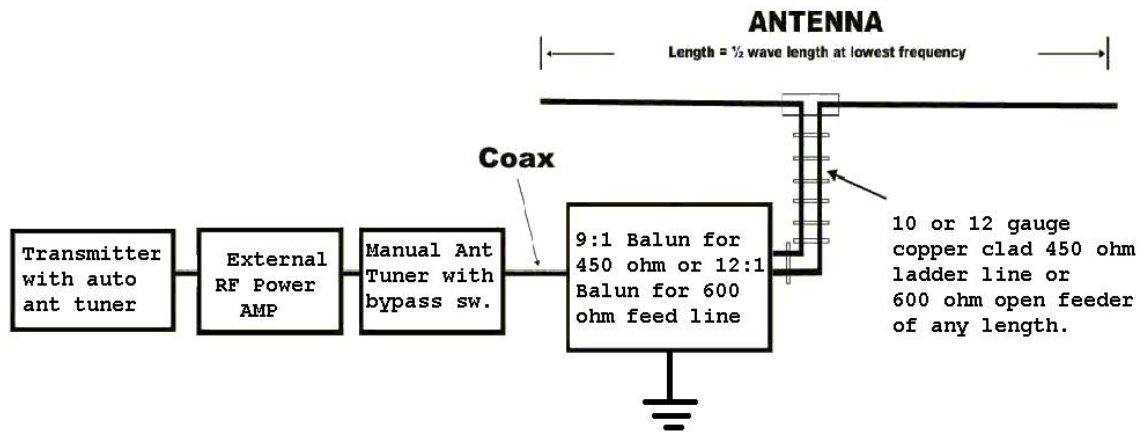 ANTENNA
Length = ½ wave length at lowest frequency
Coax
Transmitter
with auto
ant tuner
External
RF Power
AMP
Manual Ant
Tuner with
bypass sw.
9:1 Balun for
450 ohm or 12:1
Balun for 600
ohm feed line
10 or 12 gauge
copper clad 450 ohm
ladder line or
600 ohm open feeder
of any length.